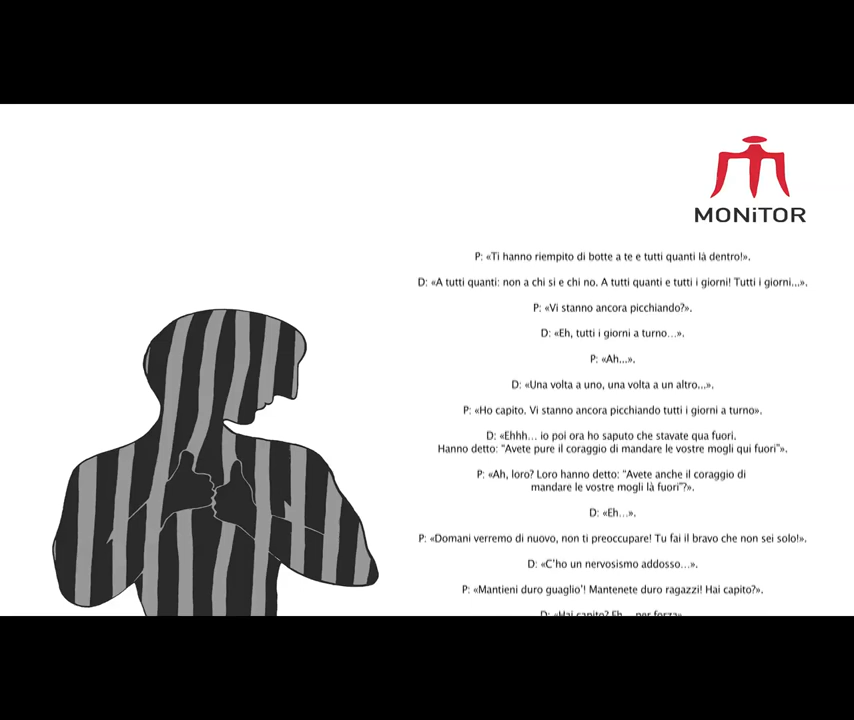 MONiTOR
P: «Ti hanno riempito di botte a te e tutti quanti là dentro!».
D: «A tutti quanti: non a chi si e chi no. A tutti quanti e tutti i giorni! Tutti i giorni...».
P: «Vi stanno ancora picchiando?».
D: «Eh, tutti i giorni a turno...».
P: «Ah...».
D: «Una volta a uno, una volta a un altro...».
P: «Ho capito. Vi stanno ancora picchiando tutti i giorni a turno».
D: «Ehhh... io poi ora ho saputo che stavate qua fuori.
Hanno detto: “Avete pure il coraggio di mandare le vostre mogli qui fuori”».
P: «Ah, loro? Loro hanno detto: “Avete anche il coraggio di
mandare le vostre mogli là fuori”?».
D: «Eh...».
P: «Domani verremo di nuovo, non ti preoccupare! Tu fai il bravo che non sei solo!».
D: «C'ho un nervosismo addosso...».
P: «Mantieni duro guaglio'! Mantenete duro ragazzi! Hai capito?».
D: «Hai capito? Eh... per forza»